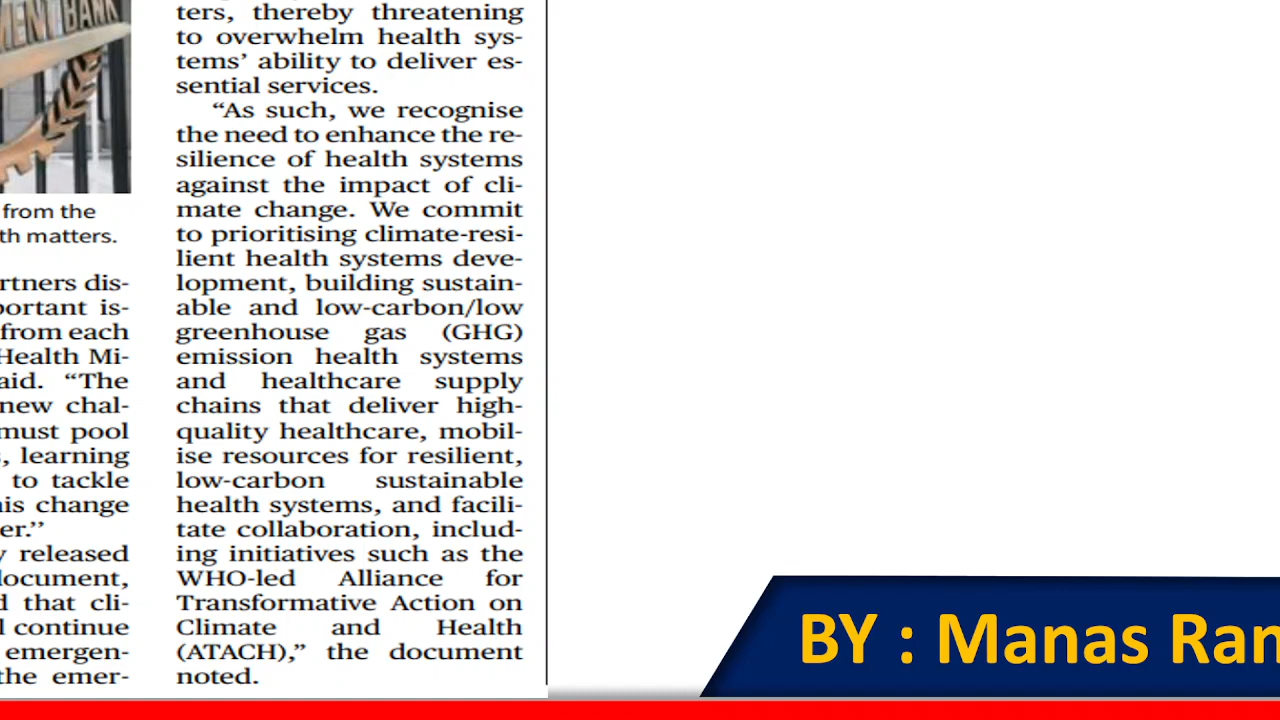 MENT BANK
from the
th matters.
rtners dis-
portant is-
from each
Health Mi-
aid. “The
new chal-
must pool
, learning
to tackle
his change
er.’’
y released
document,
d that cli-
l continue
emergen-
the emer-
ters, thereby threatening
to overwhelm health sys-
tems’ ability to deliver es-
sential services.
“As such, we recognise
the need to enhance the re-
silience of health systems
against the impact of cli-
mate change. We commit
to prioritising climate-resi-
lient health systems deve-
lopment, building sustain-
able and low-carbon/low
greenhouse gas (GHG)
emission health systems
and healthcare supply
chains that deliver high-
quality healthcare, mobil-
ise resources for resilient,
low-carbon sustainable
health systems, and facili-
tate collaboration, includ-
ing initiatives such as the
WHO-led Alliance for
Transformative Action on
Climate and Health
(ATACH),” the document
noted.
BY : Manas Ran